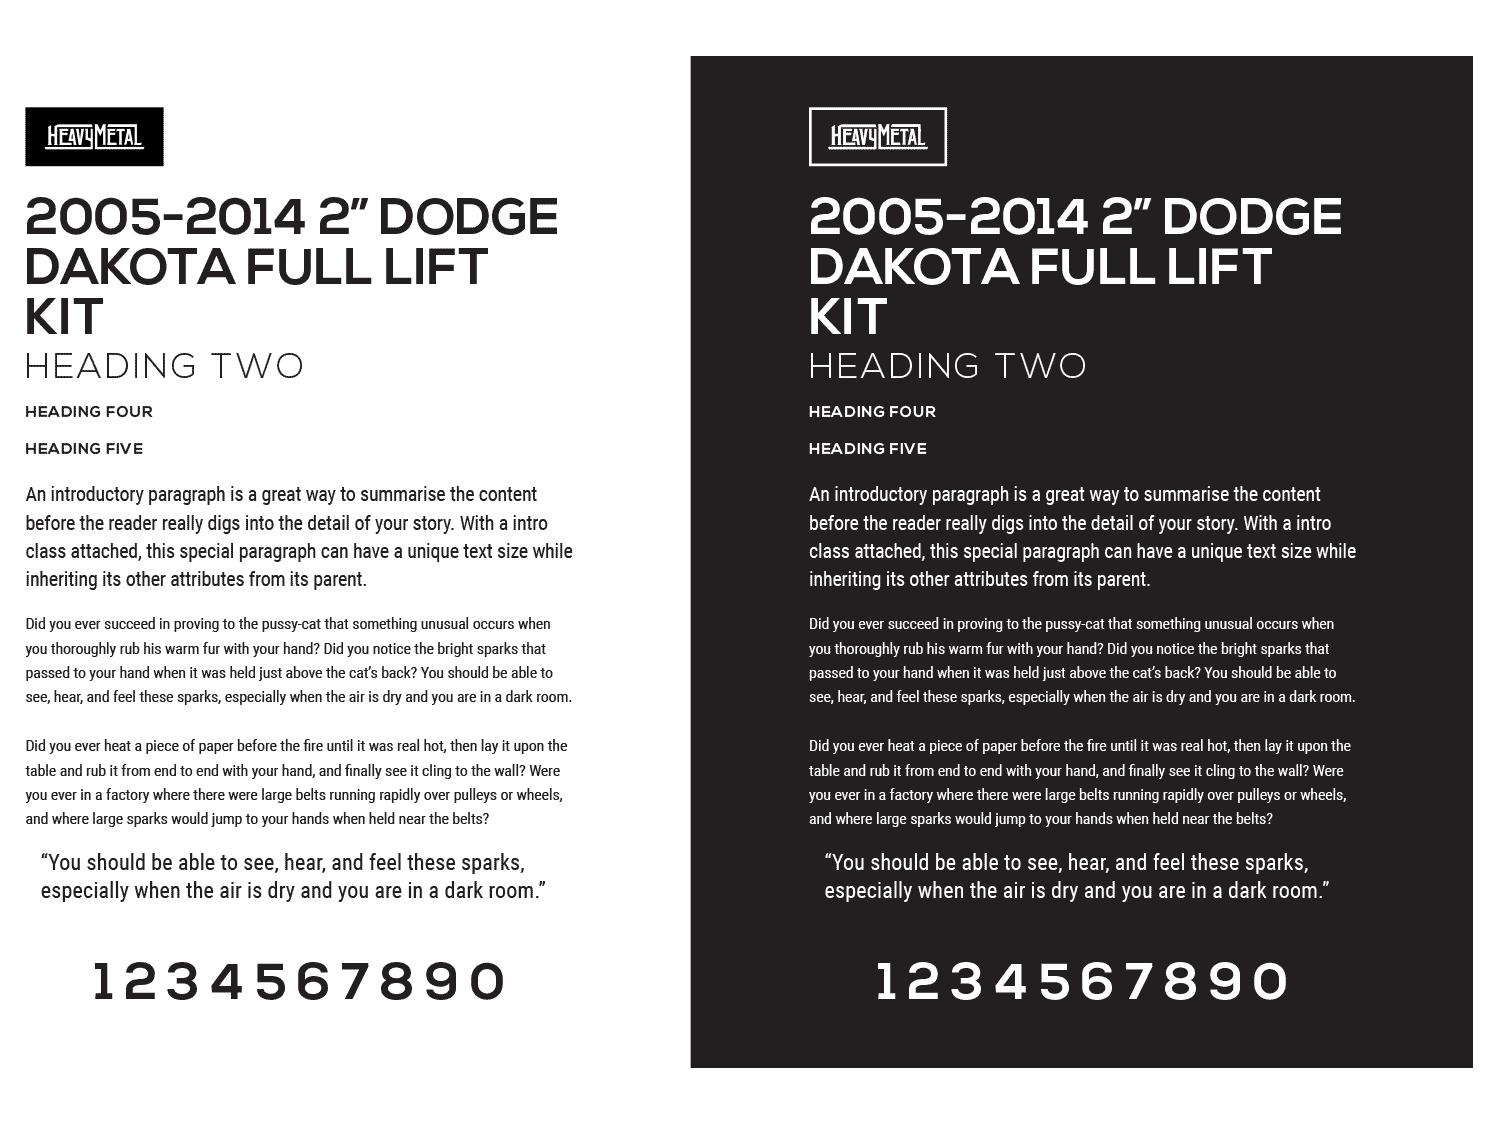 HEAVYMETAL
2005-2014 2” DODGE
DAKOTA FULL LIFT
KIT
HEADING TWO
HEADING FOUR
HEADING FIVE
An introductory paragraph is a great way to summarise the content
before the reader really digs into the detail of your story. With a intro
class attached, this special paragraph can have a unique text size while
inheriting its other attributes from its parent.
Did you ever succeed in proving to the pussy-cat that something unusual occurs when
you thoroughly rub his warm fur with your hand? Did you notice the bright sparks that
passed to your hand when it was held just above the cat’s back? You should be able to
see, hear, and feel these sparks, especially when the air is dry and you are in a dark room.
Did you ever heat a piece of paper before the fire until it was real hot, then lay it upon the
table and rub it from end to end with your hand, and finally see it cling to the wall? Were
you ever in a factory where there were large belts running rapidly over pulleys or wheels,
and where large sparks would jump to your hands when held near the belts?
“You should be able to see, hear, and feel these sparks,
especially when the air is dry and you are in a dark room.”
1234567890
HEAVYMETAL
2005-2014 2” DODGE
DAKOTA FULL LIFT
KIT
HEADING TWO
HEADING FOUR
HEADING FIVE
An introductory paragraph is a great way to summarise the content
before the reader really digs into the detail of your story. With a intro
class attached, this special paragraph can have a unique text size while
inheriting its other attributes from its parent.
Did you ever succeed in proving to the pussy-cat that something unusual occurs when
you thoroughly rub his warm fur with your hand? Did you notice the bright sparks that
passed to your hand when it was held just above the cat’s back? You should be able to
see, hear, and feel these sparks, especially when the air is dry and you are in a dark room.
Did you ever heat a piece of paper before the fire until it was real hot, then lay it upon the
table and rub it from end to end with your hand, and finally see it cling to the wall? Were
you ever in a factory where there were large belts running rapidly over pulleys or wheels,
and where large sparks would jump to your hands when held near the belts?
“You should be able to see, hear, and feel these sparks,
especially when the air is dry and you are in a dark room.”
1234567890